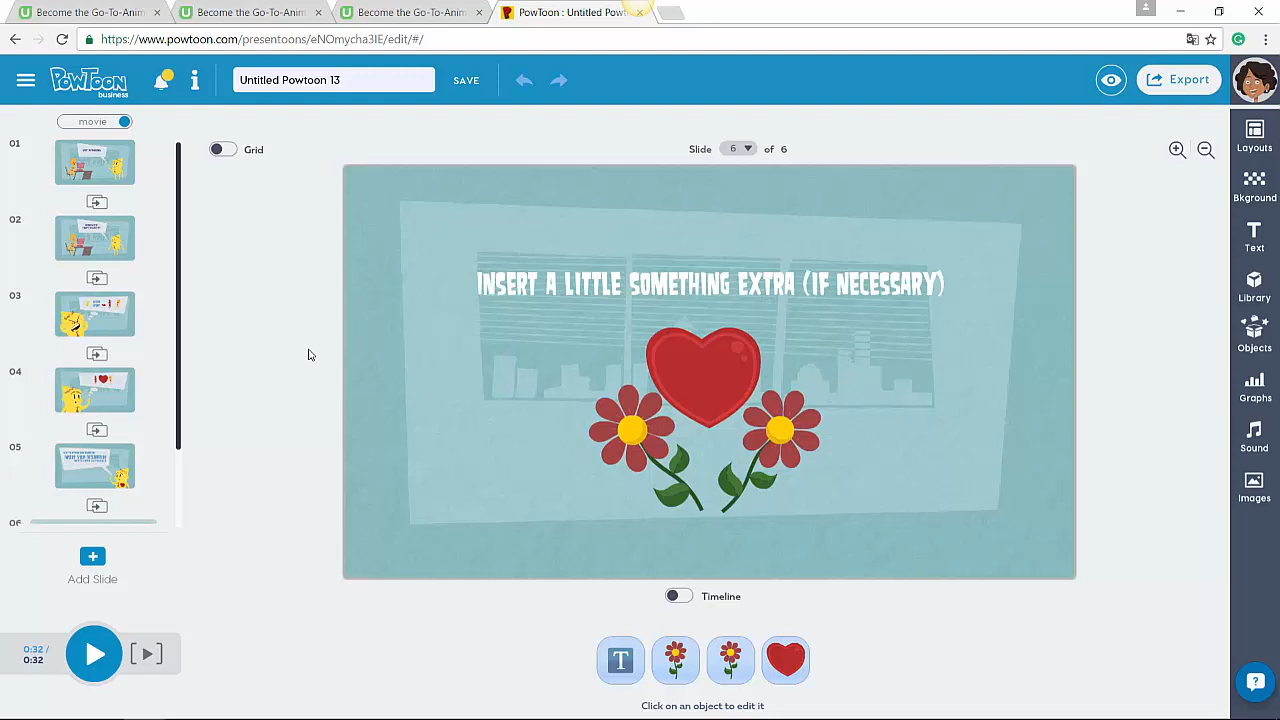 Become the Go-To-Anim
Become the Go-To-Anim
Become the Go-To-Anim
PowToon : Untitled Powt
https://www.powtoon.com/presentoons/eNOmycha3IE/edit/#/
POWTOON
business
Untitled Powtoon 13
SAVE
Export
movie
Grid
Slide 6 of 6
01
02
03
04
05
06
INSERT A LITTLE SOMETHING EXTRA (IF NECESSARY)
Layouts
Bkground
Text
Library
Objects
Graphs
Sound
Images
Add Slide
Timeline
0:32 /
0:32
T
Click on an object to edit it